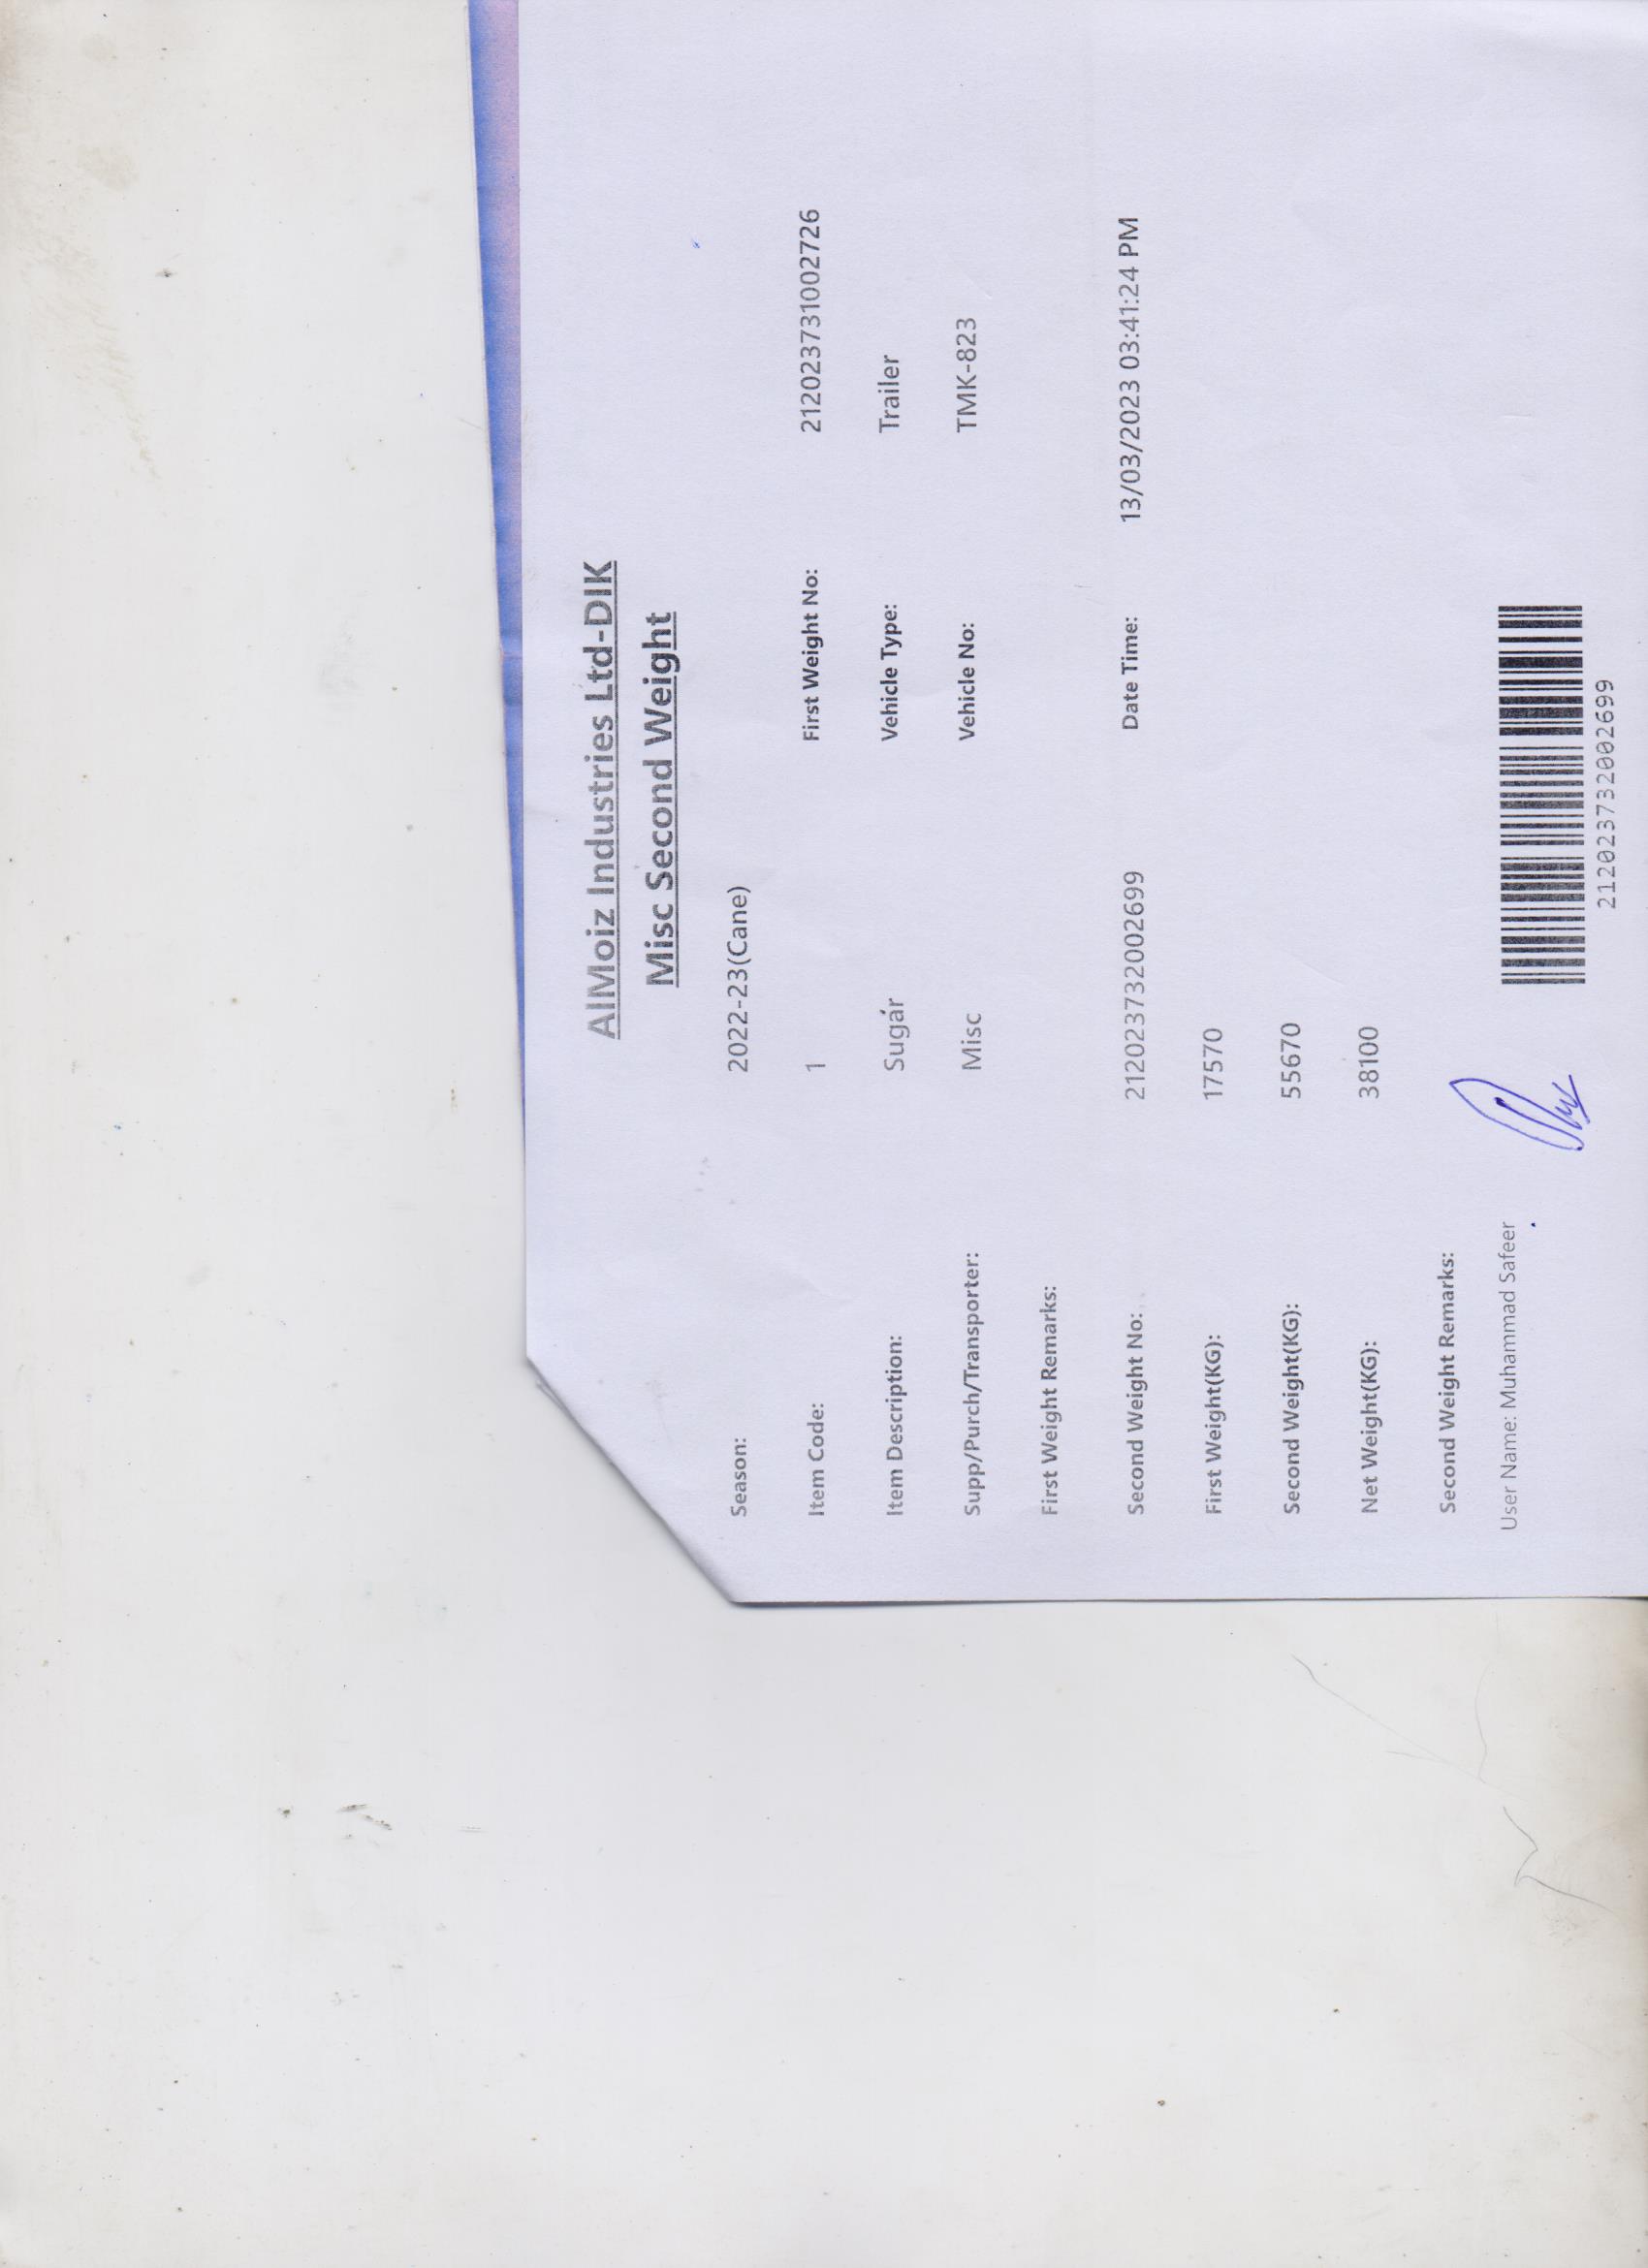 AlMoiz Industries Ltd-DIK
Misc Second Weight
Season: 2022-23(Cane)
Item Code: 1 First Weight No: 212023731002726
Item Description: Sugar Vehicle Type: Trailer
Supp/Purch/Transporter: Misc Vehicle No: TMK-823
First Weight Remarks:
Second Weight No: 212023732002699 Date Time: 13/03/2023 03:41:24 PM
First Weight(KG): 17570
Second Weight(KG): 55670
Net Weight(KG): 38100
Second Weight Remarks:
User Name: Muhammad Safeer
212023732002699